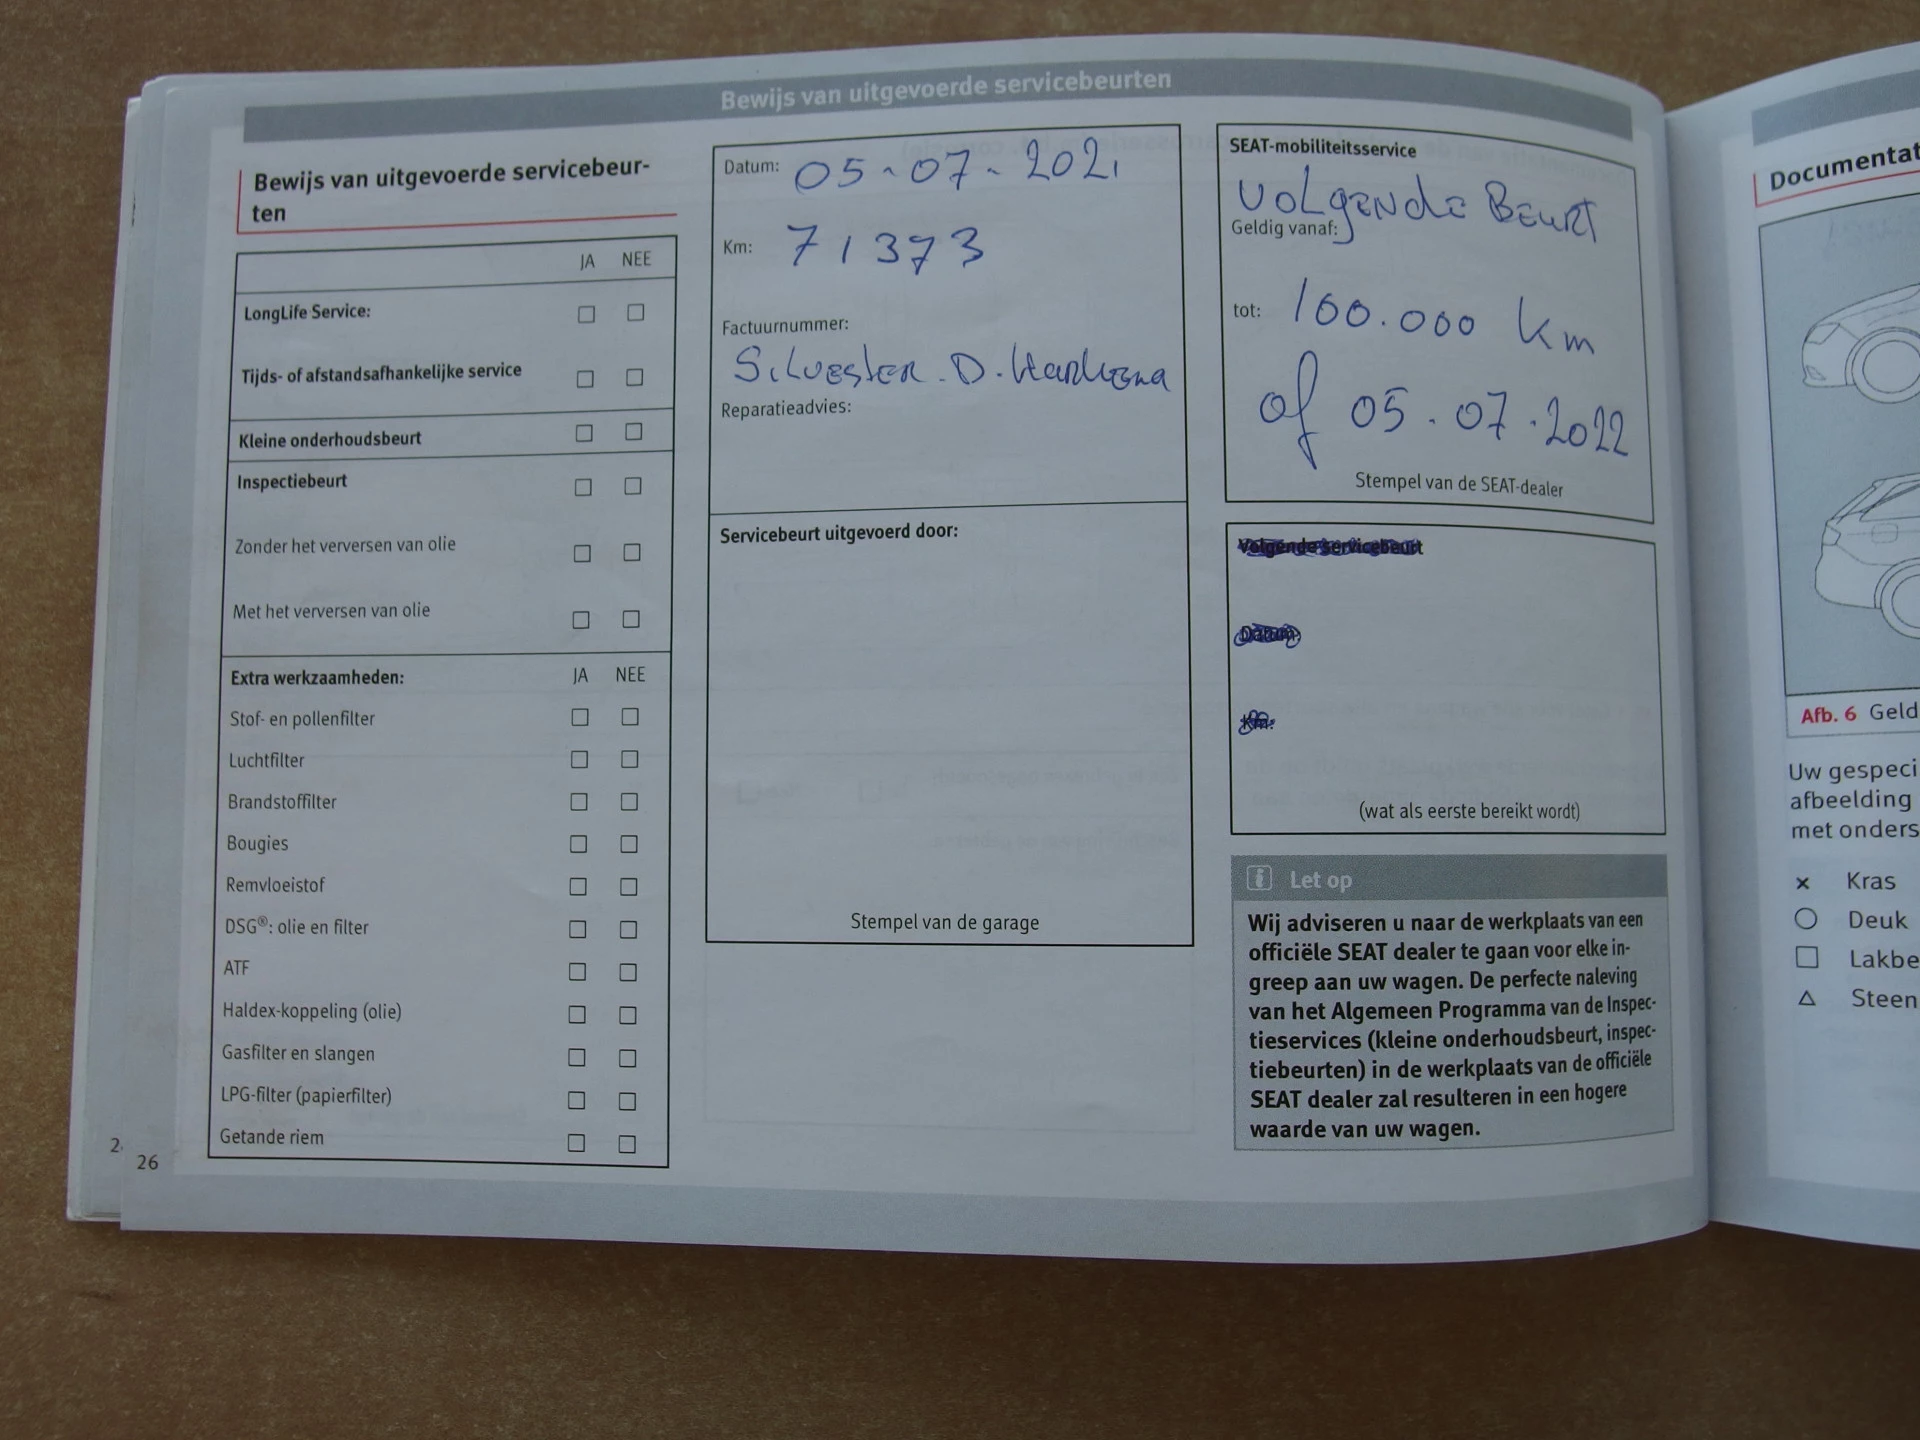 Bewijs van uitgevoerde servicebeurten
Bewijs van uitgevoerde servicebeur-
ten
JA NEE
LongLife Service: ☐ ☐
Tijds- of afstandsafhankelijke service ☐ ☐
Kleine onderhoudsbeurt ☐ ☐
Inspectiebeurt ☐ ☐
Zonder het verversen van olie ☐ ☐
Met het verversen van olie ☐ ☐
Extra werkzaamheden: JA NEE
Stof- en pollenfilter ☐ ☐
Luchtfilter ☐ ☐
Brandstoffilter ☐ ☐
Bougies ☐ ☐
Remvloeistof ☐ ☐
DSG®: olie en filter ☐ ☐
ATF ☐ ☐
Haldex-koppeling (olie) ☐ ☐
Gasfilter en slangen ☐ ☐
LPG-filter (papierfilter) ☐ ☐
Getande riem ☐ ☐
26
Datum: 05-07-2021
Km: 71373
Factuurnummer:
Silvester. D.
Reparatieadvies:
Servicebeurt uitgevoerd door:
Stempel van de garage
SEAT-mobiliteitsservice
VOLGENDE BEURT
Geldig vanaf:
tot: 100.000 km
of 05.07.2022
Stempel van de SEAT-dealer
Volgende servicebeurt
Datum:
Km:
(wat als eerste bereikt wordt)
Let op
Wij adviseren u naar de werkplaats van een
officiële SEAT dealer te gaan voor elke in-
greep aan uw wagen. De perfecte naleving
van het Algemeen Programma van de Inspec-
tieservices (kleine onderhoudsbeurt, inspec-
tiebeurten) in de werkplaats van de officiële
SEAT dealer zal resulteren in een hogere
waarde van uw wagen.
Documentat
Afb. 6 Geld
Uw gespeci
afbeelding
met onders
× Kras
○ Deuk
☐ Lakbe
△ Steen